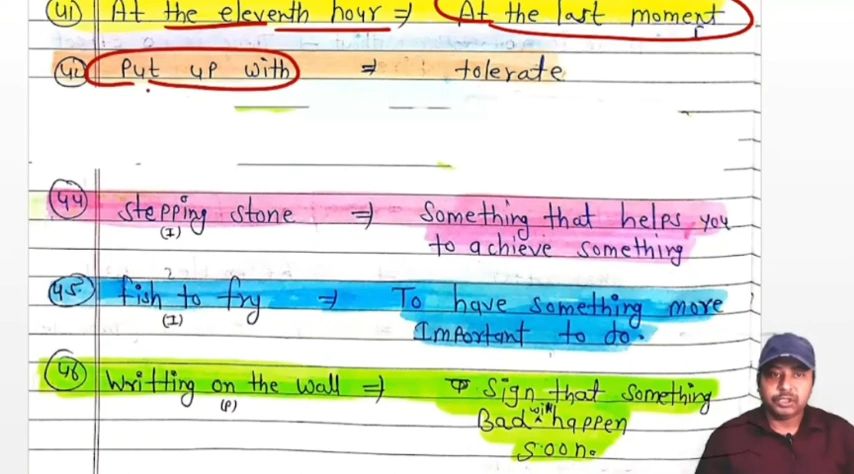 41 At the eleventh hour ⇒ At the last moment
42 Put up with ⇒ tolerate
44 Stepping stone ⇒ Something that helps you
(I) to achieve something
45. fish to fry ⇒ To have something more
(I) Important to do.
46 Writting on the wall ⇒ sign that something
(P) Bad will happen
soon.